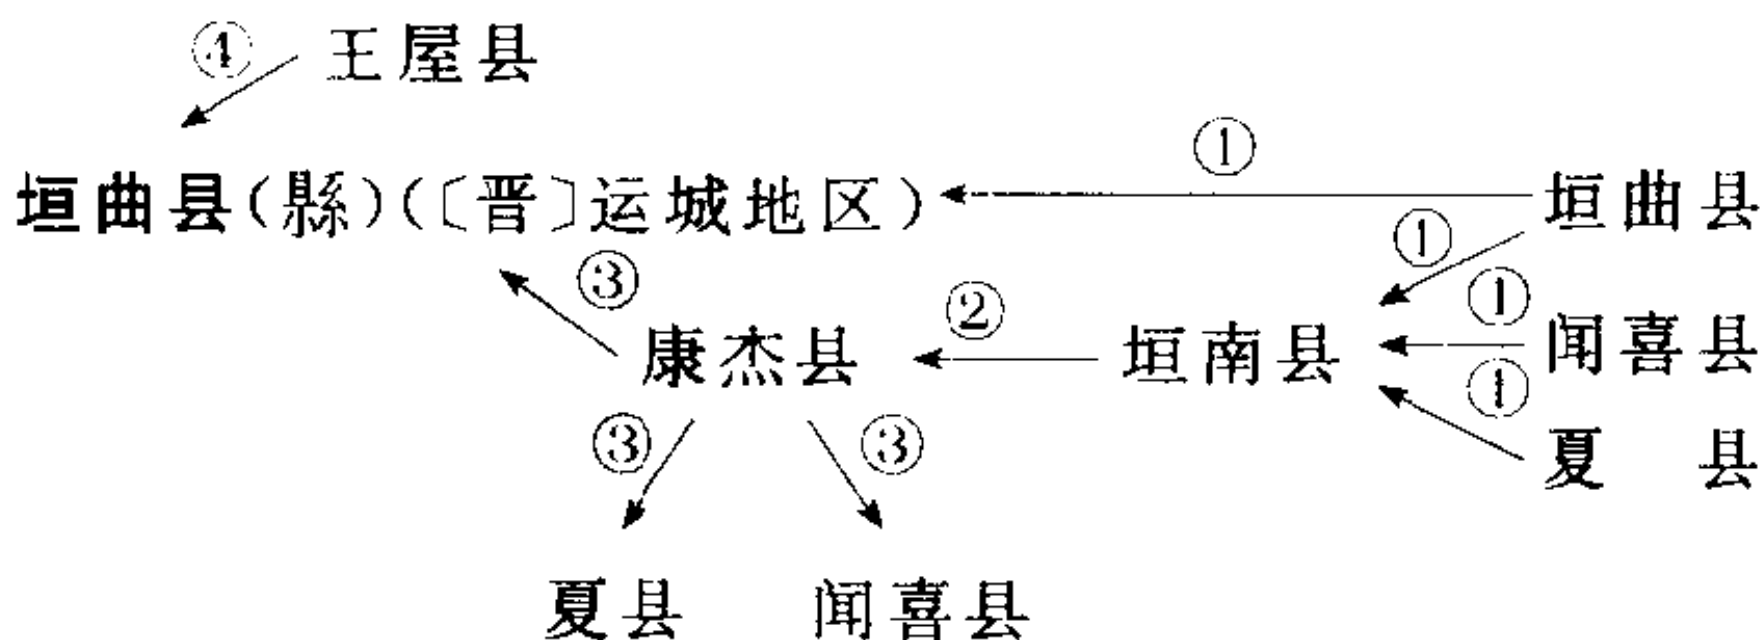 ④ 王屋县
①
垣曲县(縣)(〔晋〕运城地区) 垣曲县
①
③ ② ①
康杰县 垣南县 闻喜县
①
③ ③ 夏 县
夏县 闻喜县